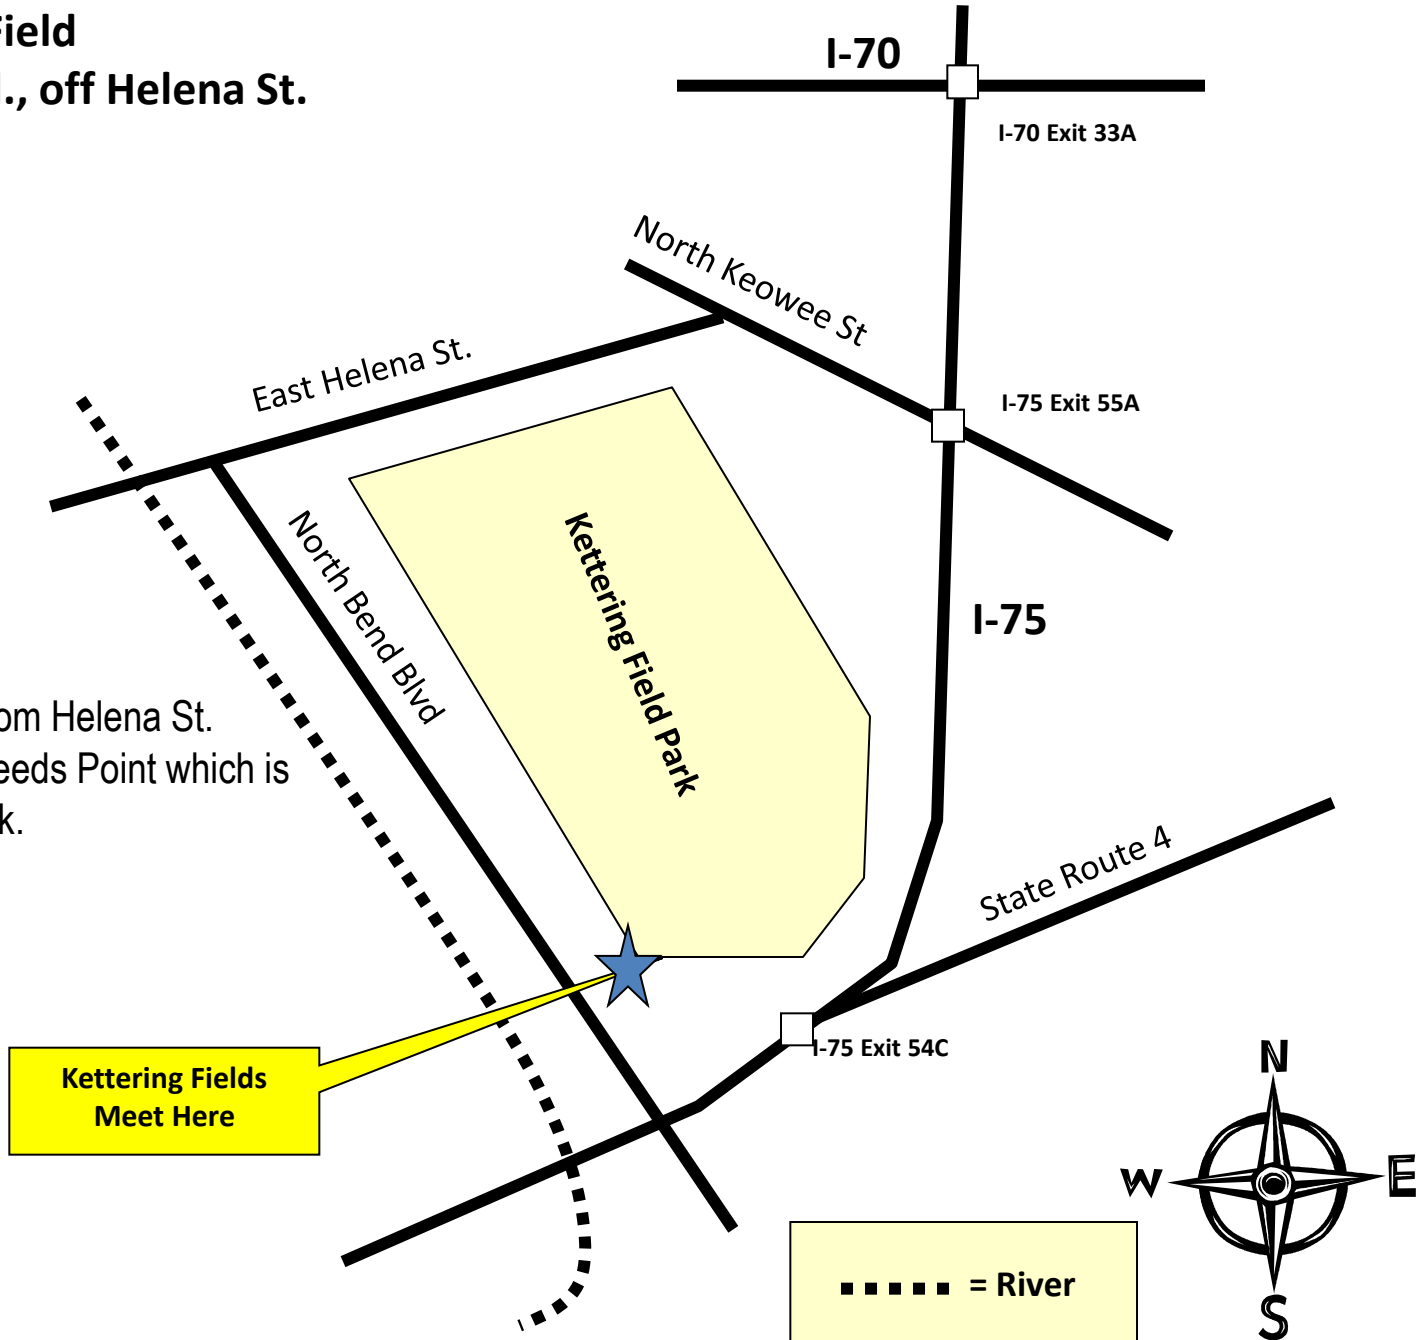 Field
., off Helena St.
I-70
I-70 Exit 33A
North Keowee St
East Helena St.
I-75 Exit 55A
North Bend Blvd
Kettering Field Park
I-75
om Helena St.
eeds Point which is
k.
State Route 4
I-75 Exit 54C
Kettering Fields
Meet Here
N
W
E
S
= River